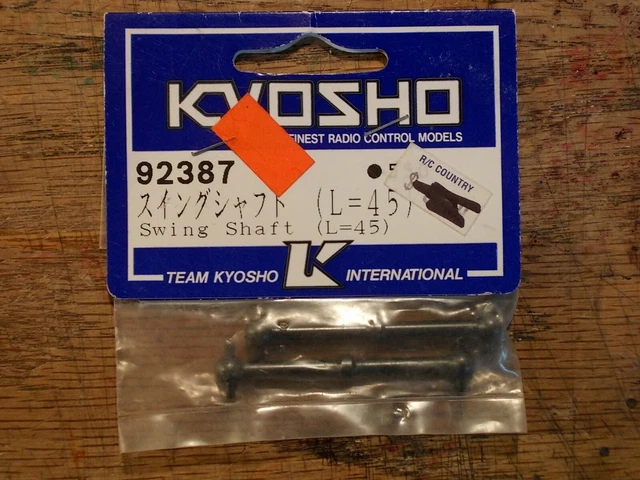 KYOSHO
FINEST RADIO CONTROL MODELS
92387
R/C COUNTRY
スイングシャフト (L=45)
Swing Shaft (L=45)
TEAM KYOSHO K INTERNATIONAL